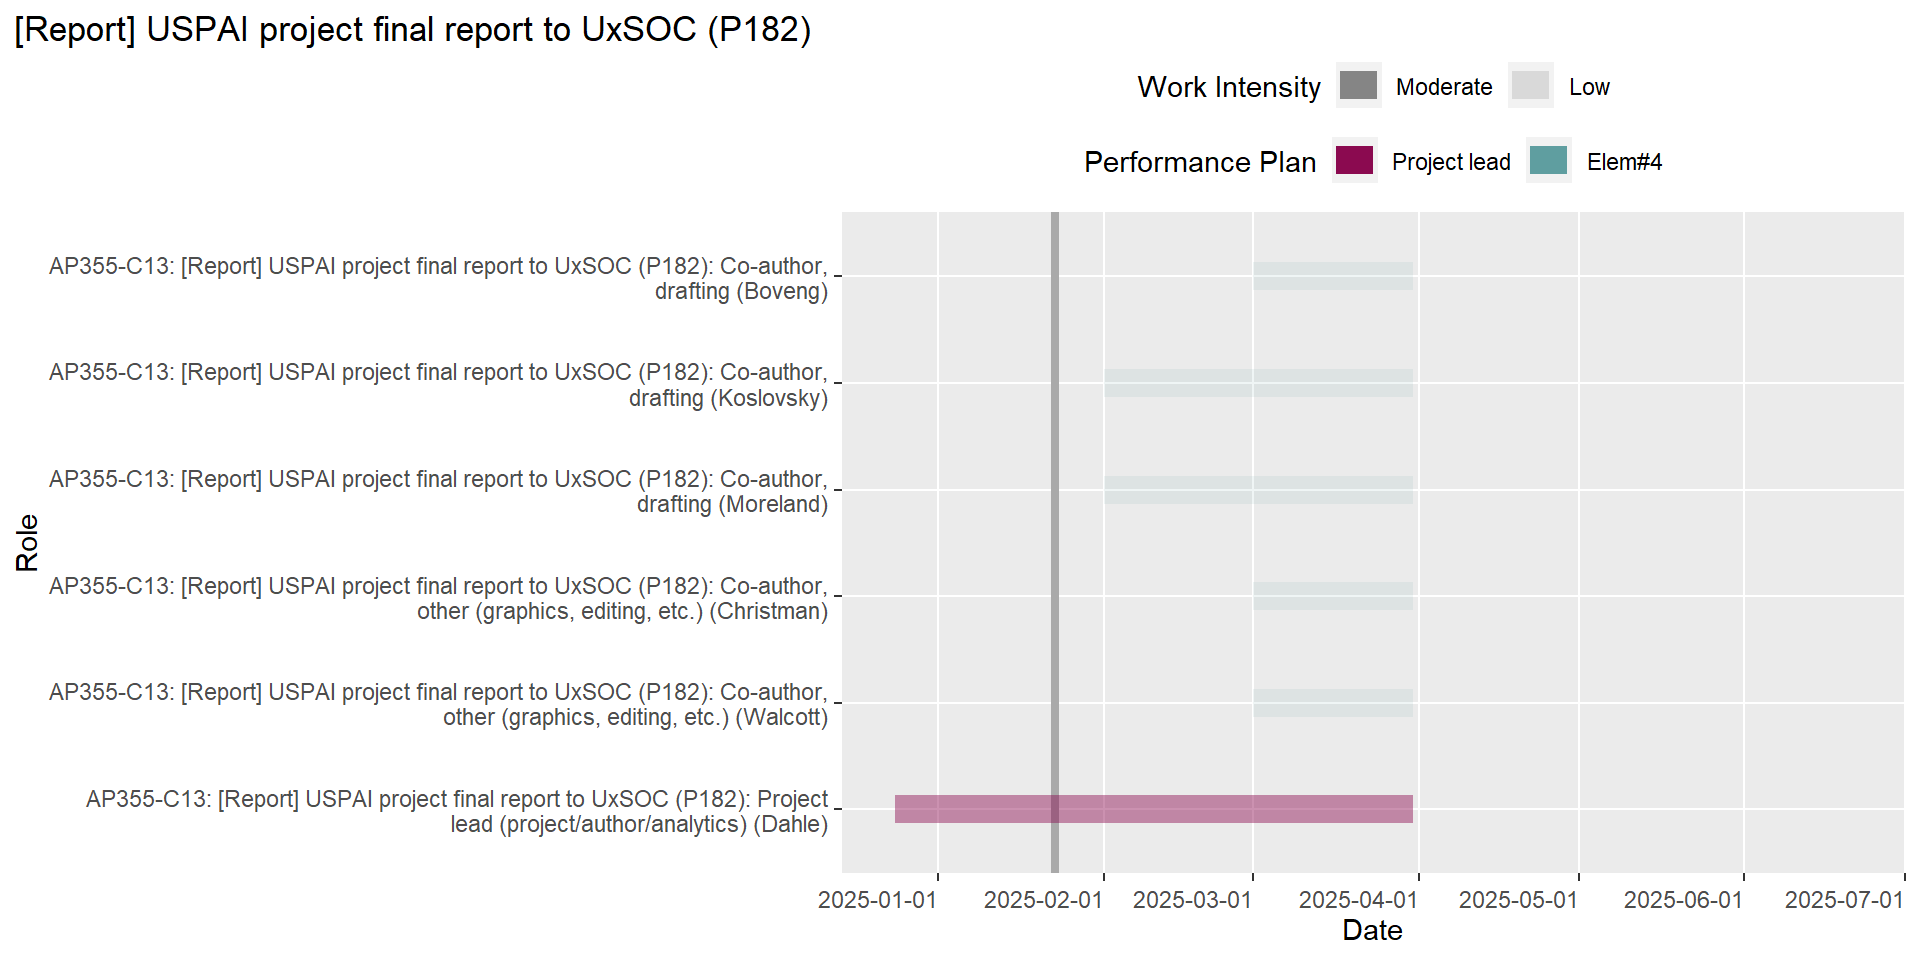 [Report] USPAI project final report to UxSOC (P182)
Work Intensity Moderate Low
Performance Plan Project lead Elem#4
AP355-C13: [Report] USPAI project final report to UxSOC (P182): Co-author,
drafting (Boveng)
AP355-C13: [Report] USPAI project final report to UxSOC (P182): Co-author,
drafting (Koslovsky)
AP355-C13: [Report] USPAI project final report to UxSOC (P182): Co-author,
drafting (Moreland)
Role
AP355-C13: [Report] USPAI project final report to UxSOC (P182): Co-author,
other (graphics, editing, etc.) (Christman)
AP355-C13: [Report] USPAI project final report to UxSOC (P182): Co-author,
other (graphics, editing, etc.) (Walcott)
AP355-C13: [Report] USPAI project final report to UxSOC (P182): Project
lead (project/author/analytics) (Dahle)
2025-01-01 2025-02-01 2025-03-01 2025-04-01 2025-05-01 2025-06-01 2025-07-01
Date